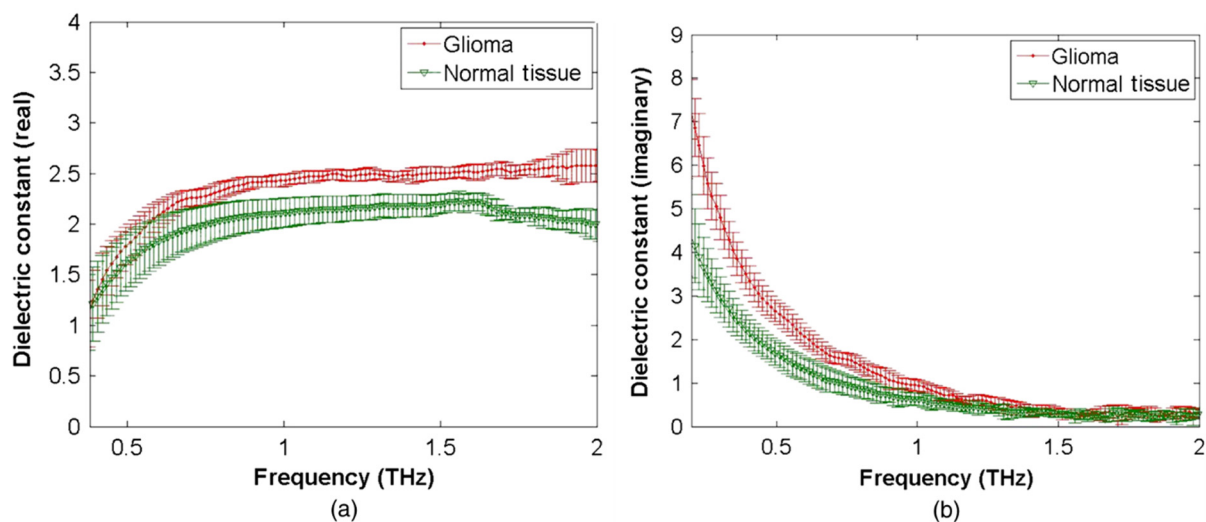 4
3.5
3
2.5
2
1.5
1
0.5
0
Dielectric constant (real)
Glioma
Normal tissue
0.5 1 1.5 2
Frequency (THz)
(a)
9
8
7
6
5
4
3
2
1
0
Dielectric constant (imaginary)
Glioma
Normal tissue
0.5 1 1.5 2
Frequency (THz)
(b)